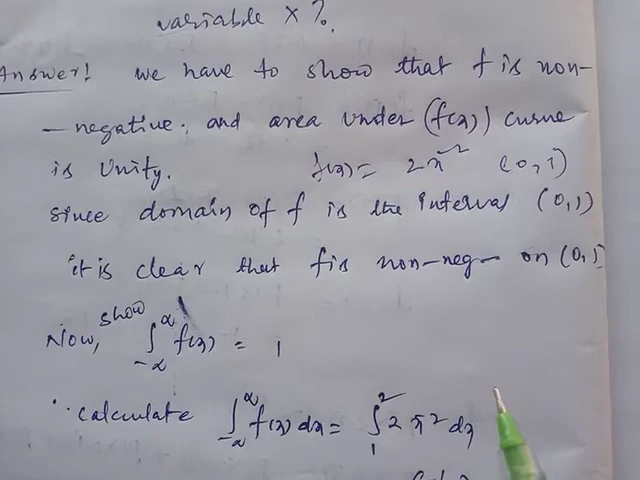 variable X?.
Answer! we have to show that f is non-
- negative. and area under (f(x)) curve
is Unity. f(x) = 2x^-2 (0,1)
since domain of f is the interval (0,1)
it is clear that f is non-neg- on (0,1)
Now, show ∫_{-∞}^{∞} f(x) = 1
∴ calculate ∫_{-∞}^{∞} f(x) dx = ∫_1^2 2x^2 dx